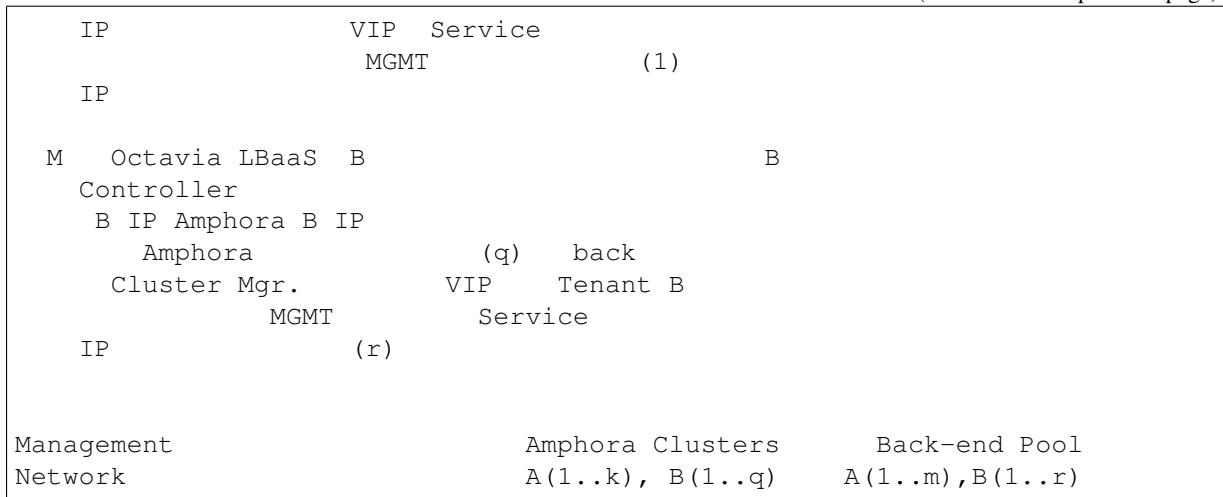 IP VIP Service
MGMT (1)
IP
M Octavia LBaaS B B
Controller
B IP Amphora B IP
Amphora (q) back
Cluster Mgr. VIP Tenant B
MGMT Service
IP (r)
Management Amphora Clusters Back-end Pool
Network A(1..k), B(1..q) A(1..m),B(1..r)